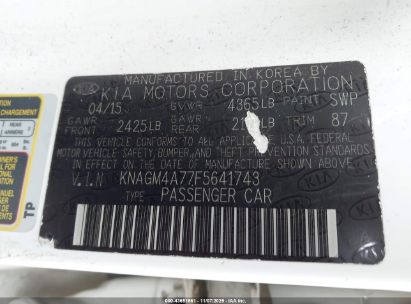 MANUFACTURED IN KOREA BY
KIA MOTORS CORPORATION
04/15 GVWR 4365LB PAINT SWP
GAWR FRONT 2425LB GAWR REAR LB TRIM 87
THIS VEHICLE CONFORMS TO ALL APPLICABLE U.S.A. FEDERAL
MOTOR VEHICLE SAFETY, BUMPER, AND THEFT PREVENTION STANDARDS
IN EFFECT ON THE DATE OF MANUFACTURE SHOWN ABOVE.
V.I.N KNAGM4A77F5641743
TYPE PASSENGER CAR
TP